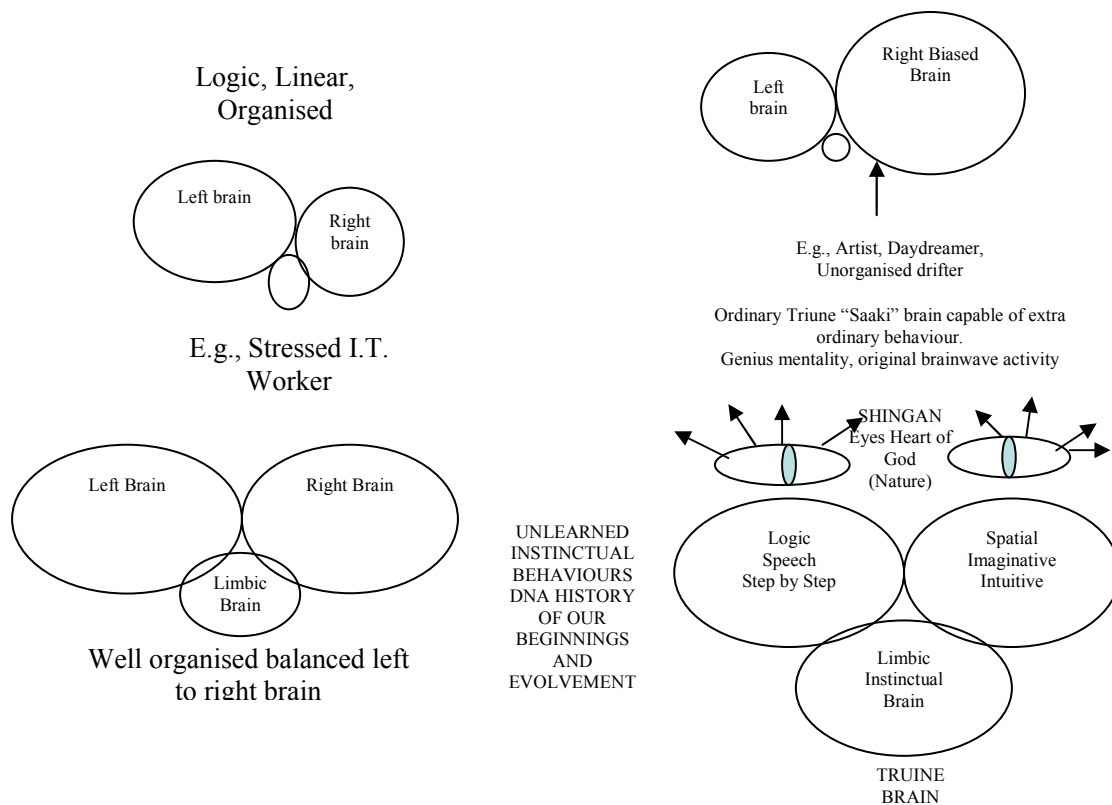 Logic, Linear,
Organised
Left brain
Right
brain
E.g., Stressed I.T.
Worker
Left Brain
Right Brain
Limbic
Brain
Well organised balanced left
to right brain
Left
brain
Right Biased
Brain
E.g., Artist, Daydreamer,
Unorganised drifter
Ordinary Triune “Saaki” brain capable of extra
ordinary behaviour.
Genius mentality, original brainwave activity
SHINGAN
Eyes Heart of
God
(Nature)
UNLEARNED
INSTINCTUAL
BEHAVIOURS
DNA HISTORY
OF OUR
BEGINNINGS
AND
EVOLVEMENT
Logic
Speech
Step by Step
Spatial
Imaginative
Intuitive
Limbic
Instinctual
Brain
TRUINE
BRAIN